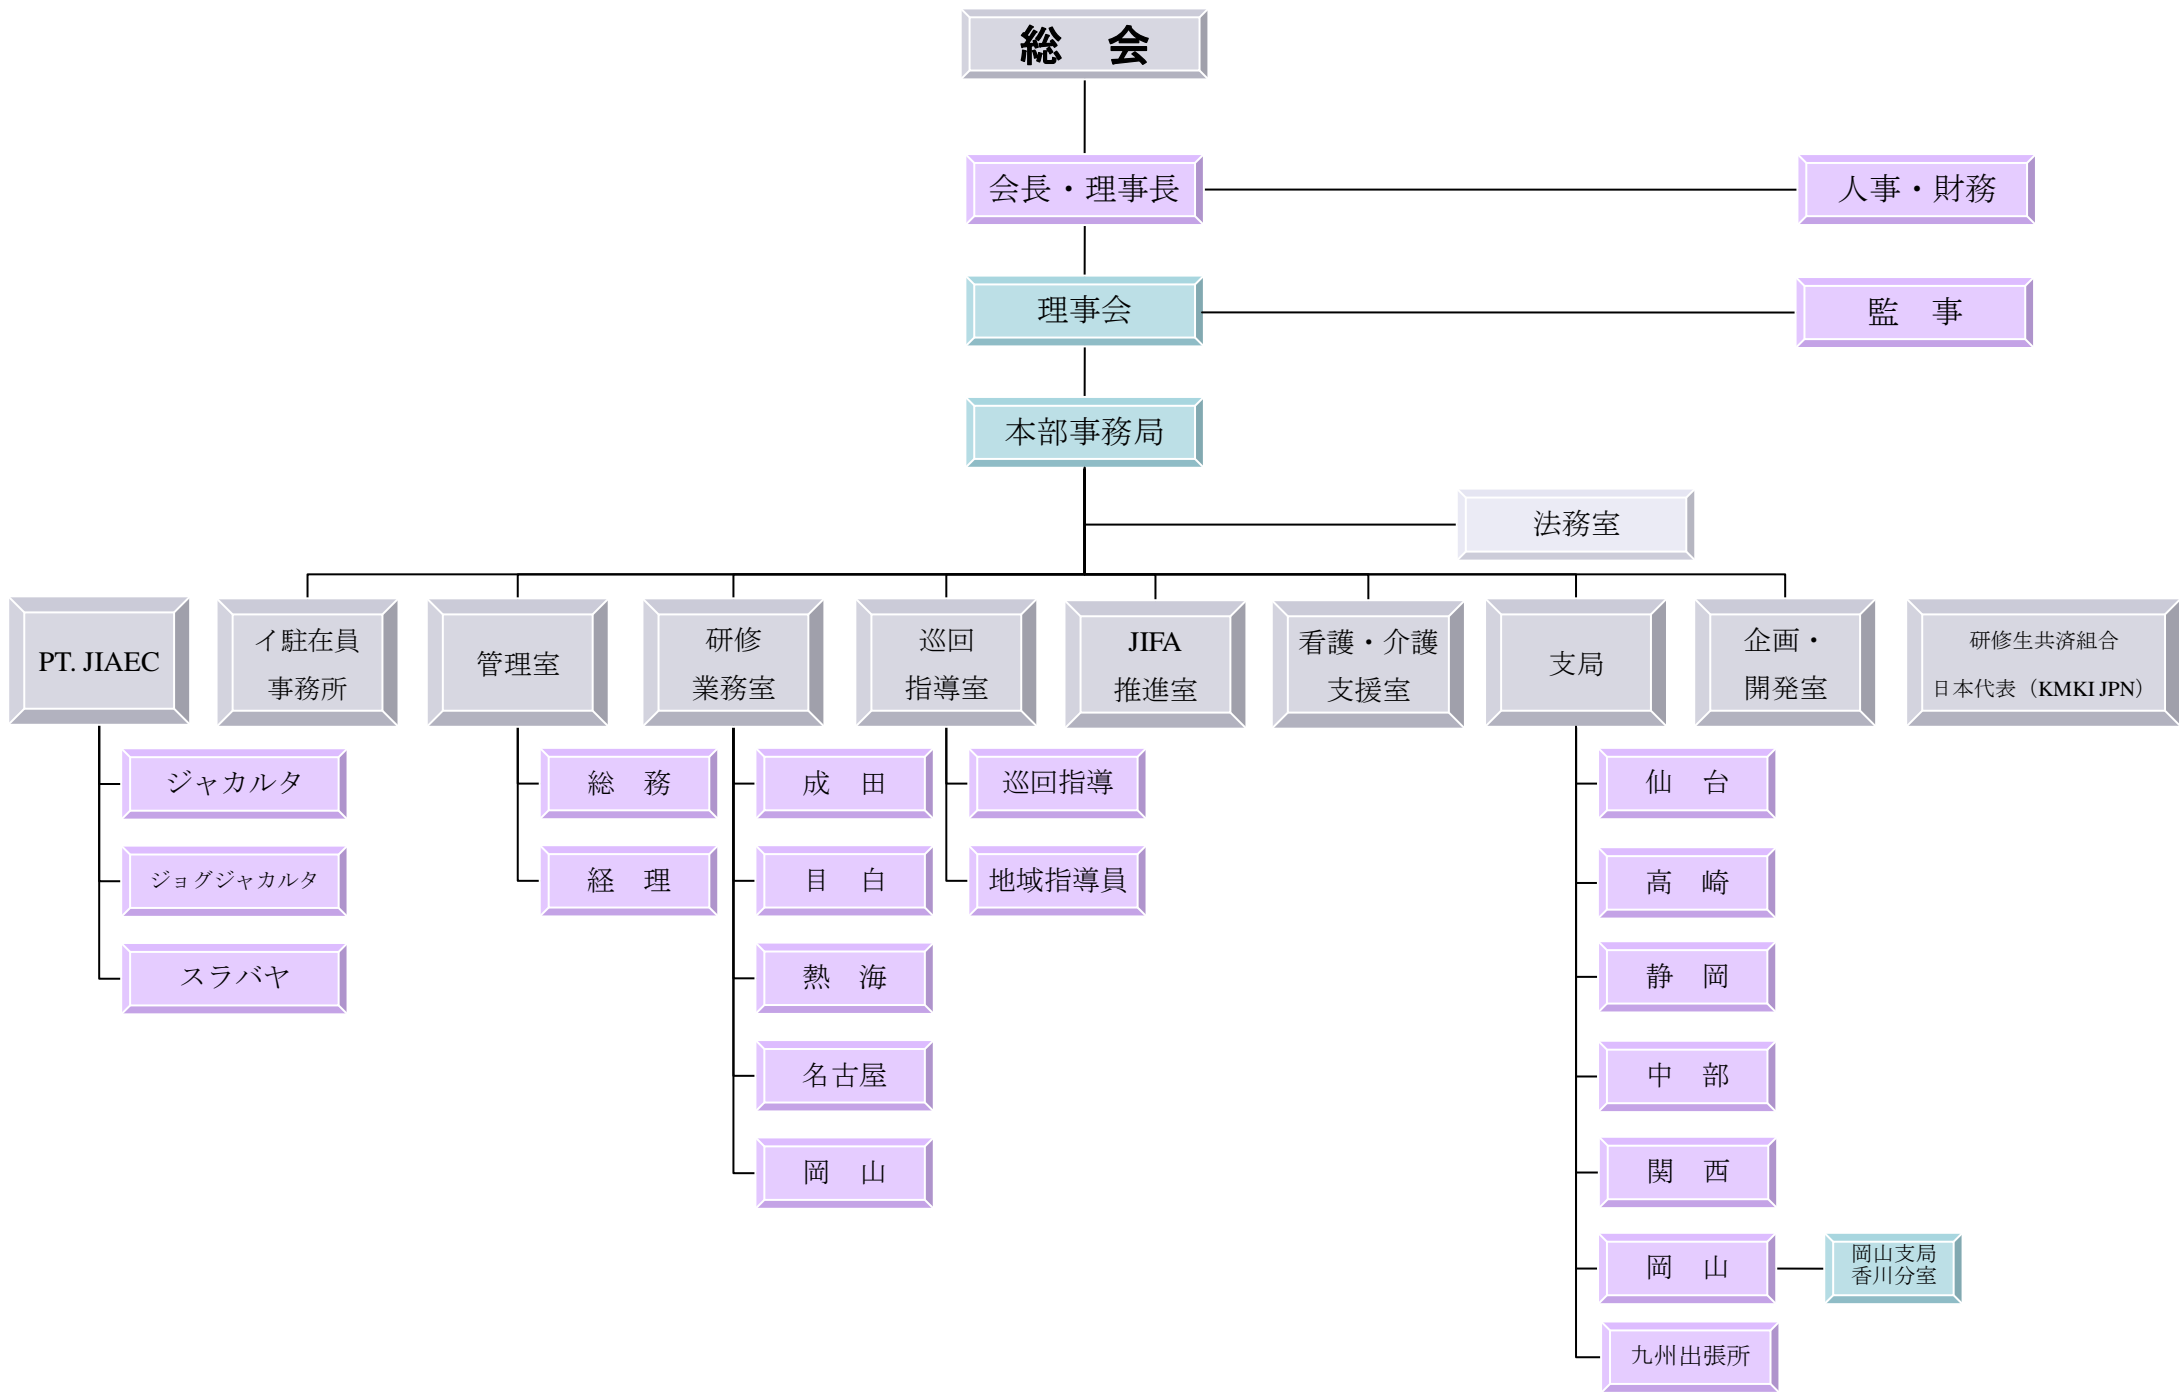 総　会
会長・理事長
人事・財務
理事会
監　事
本部事務局
法務室
PT. JIAEC
イ駐在員
事務所
管理室
研修
業務室
巡回
指導室
JIFA
推進室
看護・介護
支援室
支局
企画・
開発室
研修生共済組合
日本代表（KMKI JPN）
ジャカルタ
ジョグジャカルタ
スラバヤ
総　務
経　理
成　田
目　白
熱　海
名古屋
岡　山
巡回指導
地域指導員
仙　台
高　崎
静　岡
中　部
関　西
岡　山
岡山支局
香川分室
九州出張所